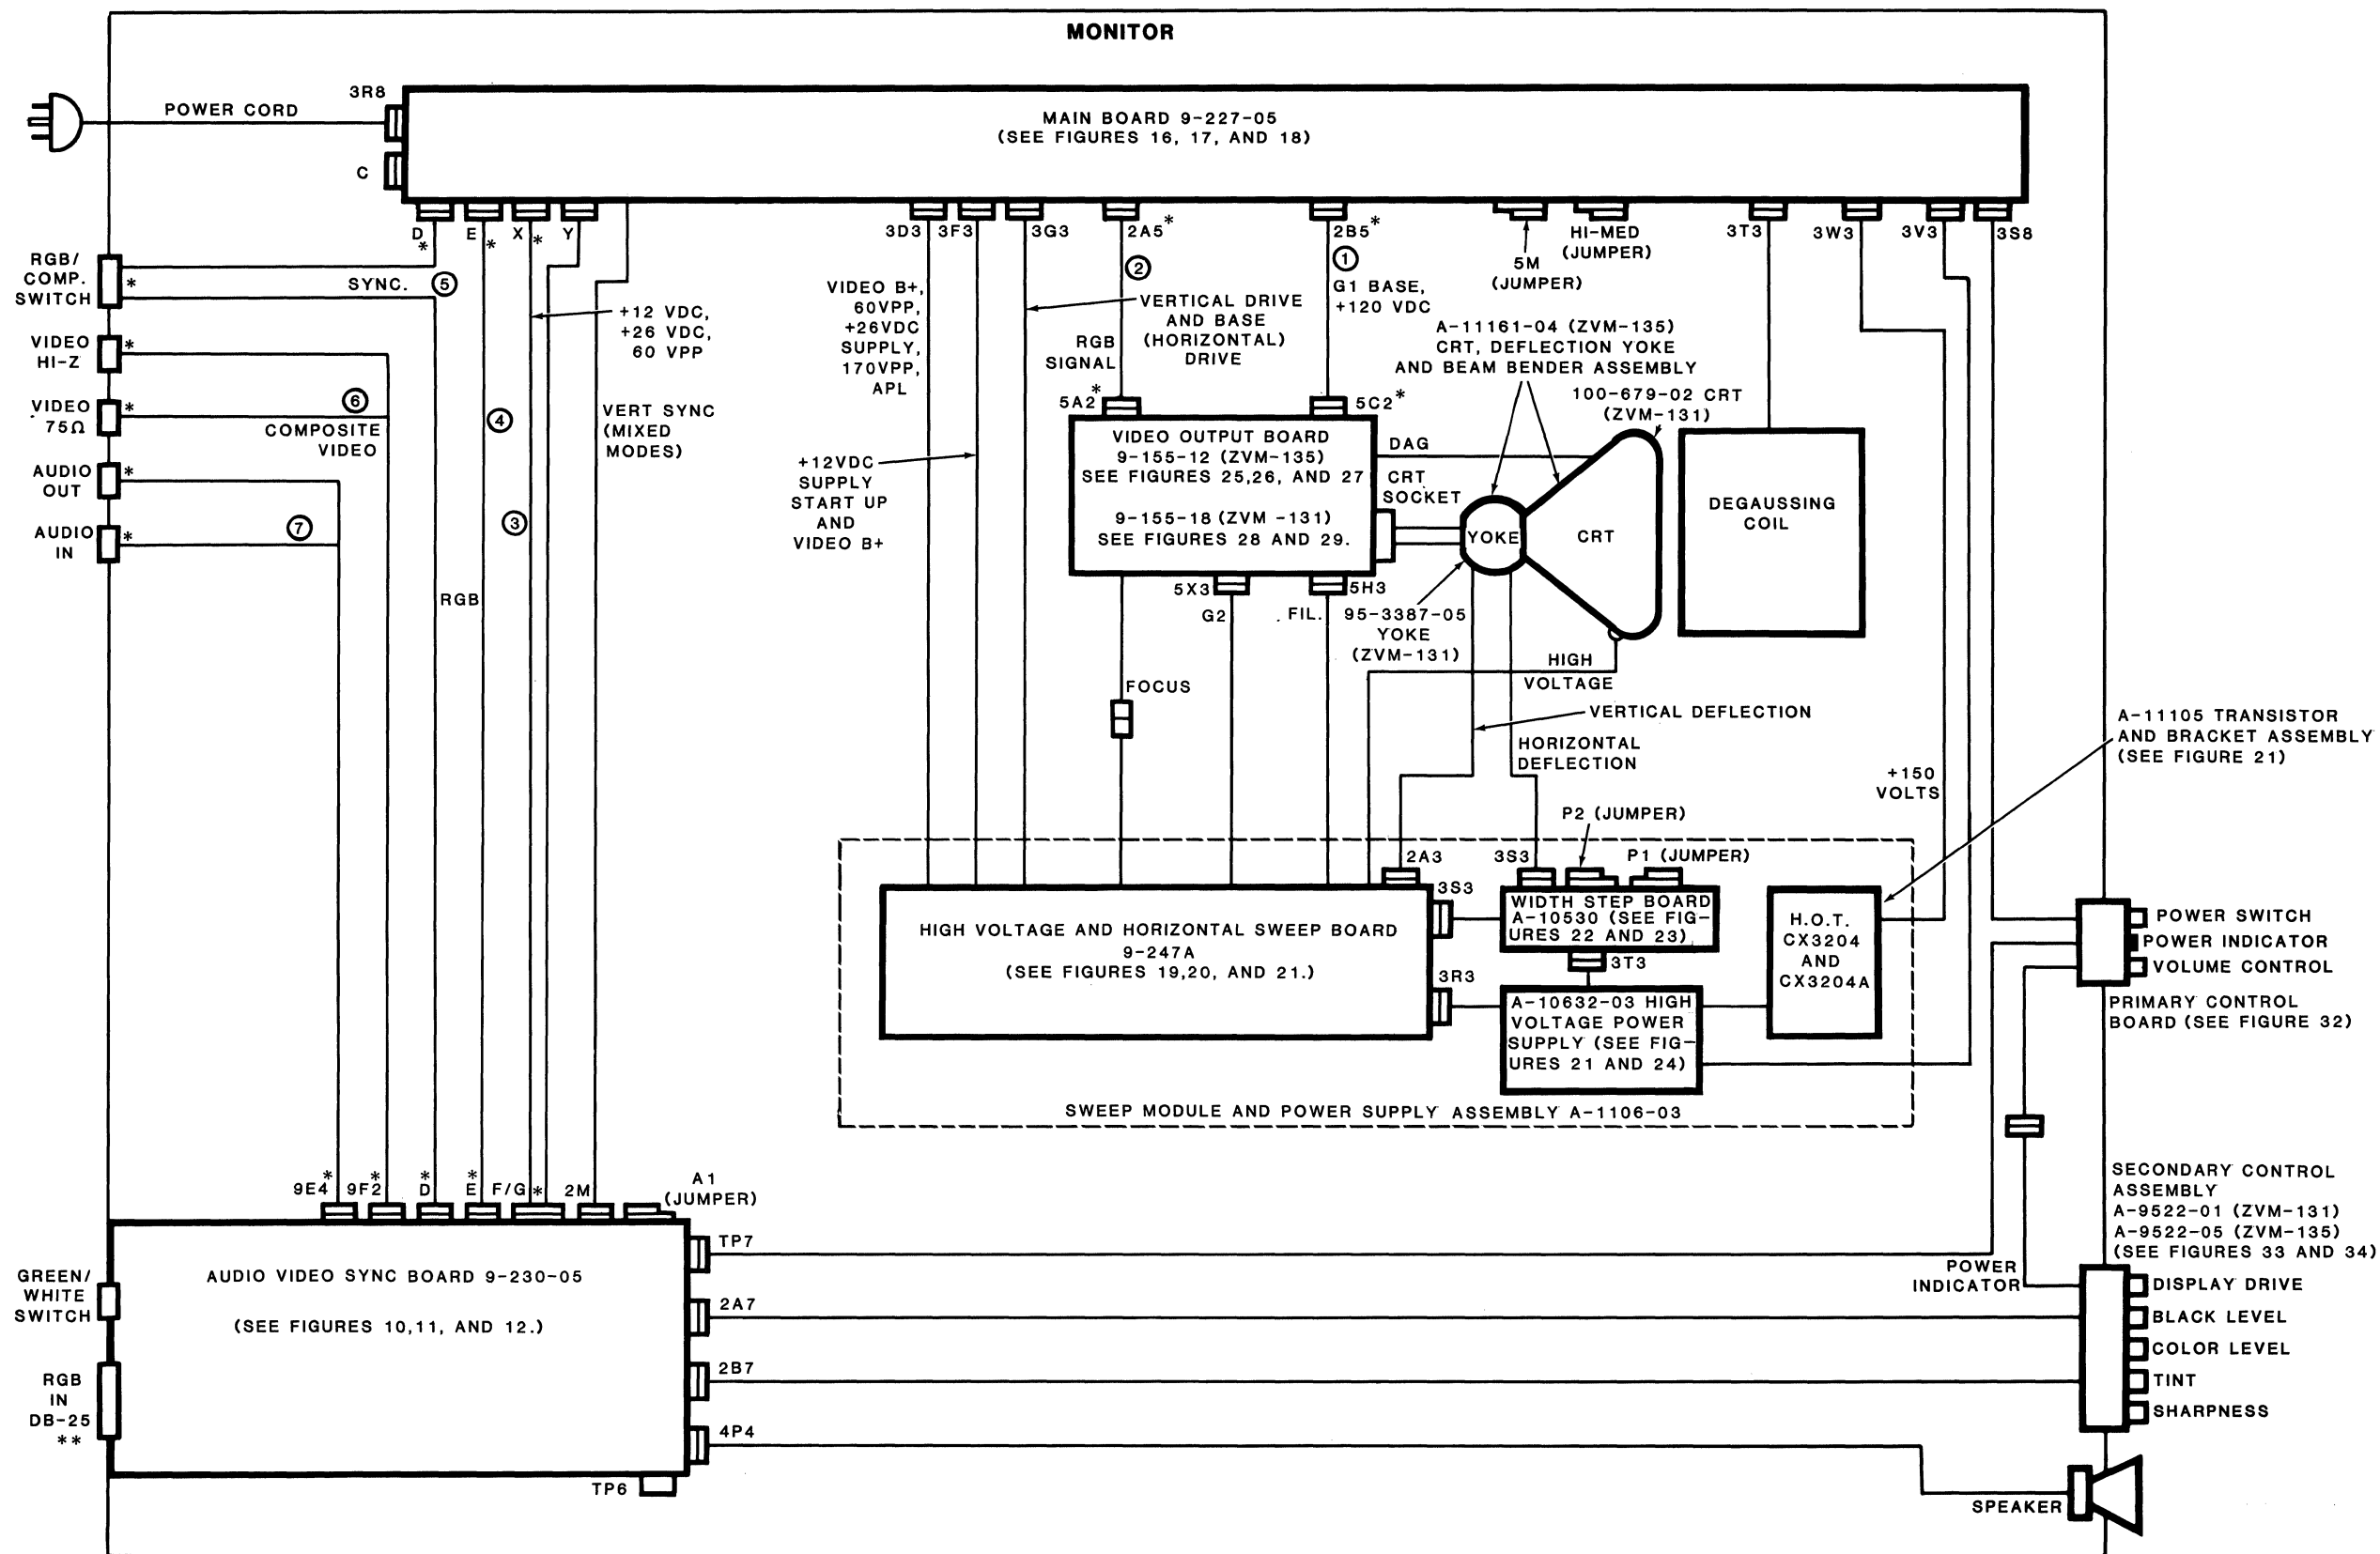 MONITOR
3R8
POWER CORD
C
MAIN BOARD 9-227-05
(SEE FIGURES 16, 17, AND 18)
D
*
E
*
X
*
Y
3D3
3F3
3G3
2A5*
2B5*
5M
(JUMPER)
HI-MED
(JUMPER)
3T3
3W3
3V3
3S8
RGB/
COMP.
SWITCH
*
SYNC.
5
VIDEO
HI-Z
*
VIDEO
75Ω
*
6
COMPOSITE
VIDEO
AUDIO
OUT
*
AUDIO
IN
*
7
4
3
RGB
+12 VDC,
+26 VDC,
60 VPP
VERT SYNC
(MIXED
MODES)
VIDEO B+,
60VPP,
+26VDC
SUPPLY,
170VPP,
APL
+12VDC
SUPPLY
START UP
AND
VIDEO B+
VERTICAL DRIVE
AND BASE
(HORIZONTAL)
DRIVE
2
RGB
SIGNAL
1
G1 BASE,
+120 VDC
A-11161-04 (ZVM-135)
CRT, DEFLECTION YOKE
AND BEAM BENDER ASSEMBLY
100-679-02 CRT
(ZVM-131)
5A2
*
5C2*
VIDEO OUTPUT BOARD
9-155-12 (ZVM-135)
SEE FIGURES 25,26, AND 27
9-155-18 (ZVM -131)
SEE FIGURES 28 AND 29.
DAG
CRT
SOCKET
YOKE
CRT
DEGAUSSING
COIL
5X3
G2
5H3
FIL.
95-3387-05
YOKE
(ZVM-131)
HIGH
VOLTAGE
FOCUS
VERTICAL DEFLECTION
HORIZONTAL
DEFLECTION
+150
VOLTS
A-11105 TRANSISTOR
AND BRACKET ASSEMBLY
(SEE FIGURE 21)
P2 (JUMPER)
2A3
3S3
P1 (JUMPER)
3S3
3R3
HIGH VOLTAGE AND HORIZONTAL SWEEP BOARD
9-247A
(SEE FIGURES 19,20, AND 21.)
WIDTH STEP BOARD
A-10530 (SEE FIG-
URES 22 AND 23)
3T3
A-10632-03 HIGH
VOLTAGE POWER
SUPPLY (SEE FIG-
URES 21 AND 24)
H.O.T.
CX3204
AND
CX3204A
SWEEP MODULE AND POWER SUPPLY ASSEMBLY A-1106-03
POWER SWITCH
POWER INDICATOR
VOLUME CONTROL
PRIMARY CONTROL
BOARD (SEE FIGURE 32)
9E4
*
9F2
*
D
*
E
*
F/G
*
2M
A1
(JUMPER)
AUDIO VIDEO SYNC BOARD 9-230-05
(SEE FIGURES 10,11, AND 12.)
GREEN/
WHITE
SWITCH
RGB
IN
DB-25
**
TP7
2A7
2B7
4P4
TP6
SECONDARY CONTROL
ASSEMBLY
A-9522-01 (ZVM-131)
A-9522-05 (ZVM-135)
(SEE FIGURES 33 AND 34)
POWER
INDICATOR
DISPLAY DRIVE
BLACK LEVEL
COLOR LEVEL
TINT
SHARPNESS
SPEAKER